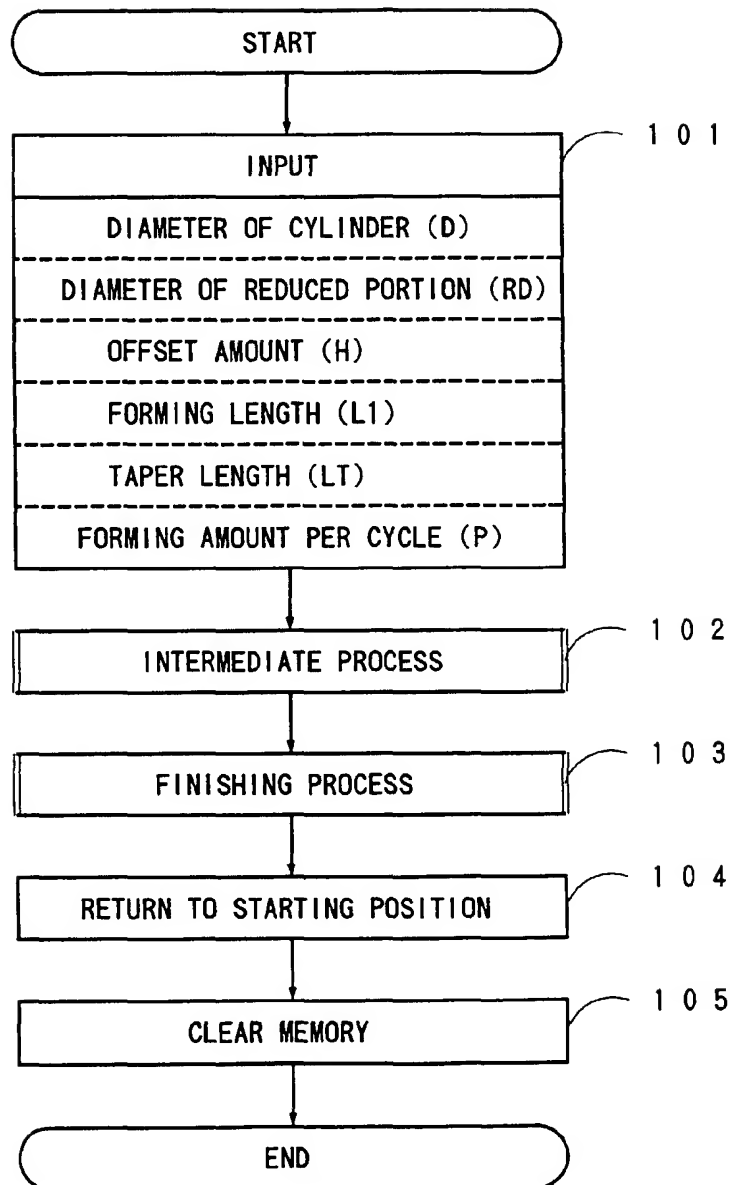 START
101
INPUT
DIAMETER OF CYLINDER (D)
DIAMETER OF REDUCED PORTION (RD)
OFFSET AMOUNT (H)
FORMING LENGTH (L1)
TAPER LENGTH (LT)
FORMING AMOUNT PER CYCLE (P)
102
INTERMEDIATE PROCESS
103
FINISHING PROCESS
104
RETURN TO STARTING POSITION
105
CLEAR MEMORY
END